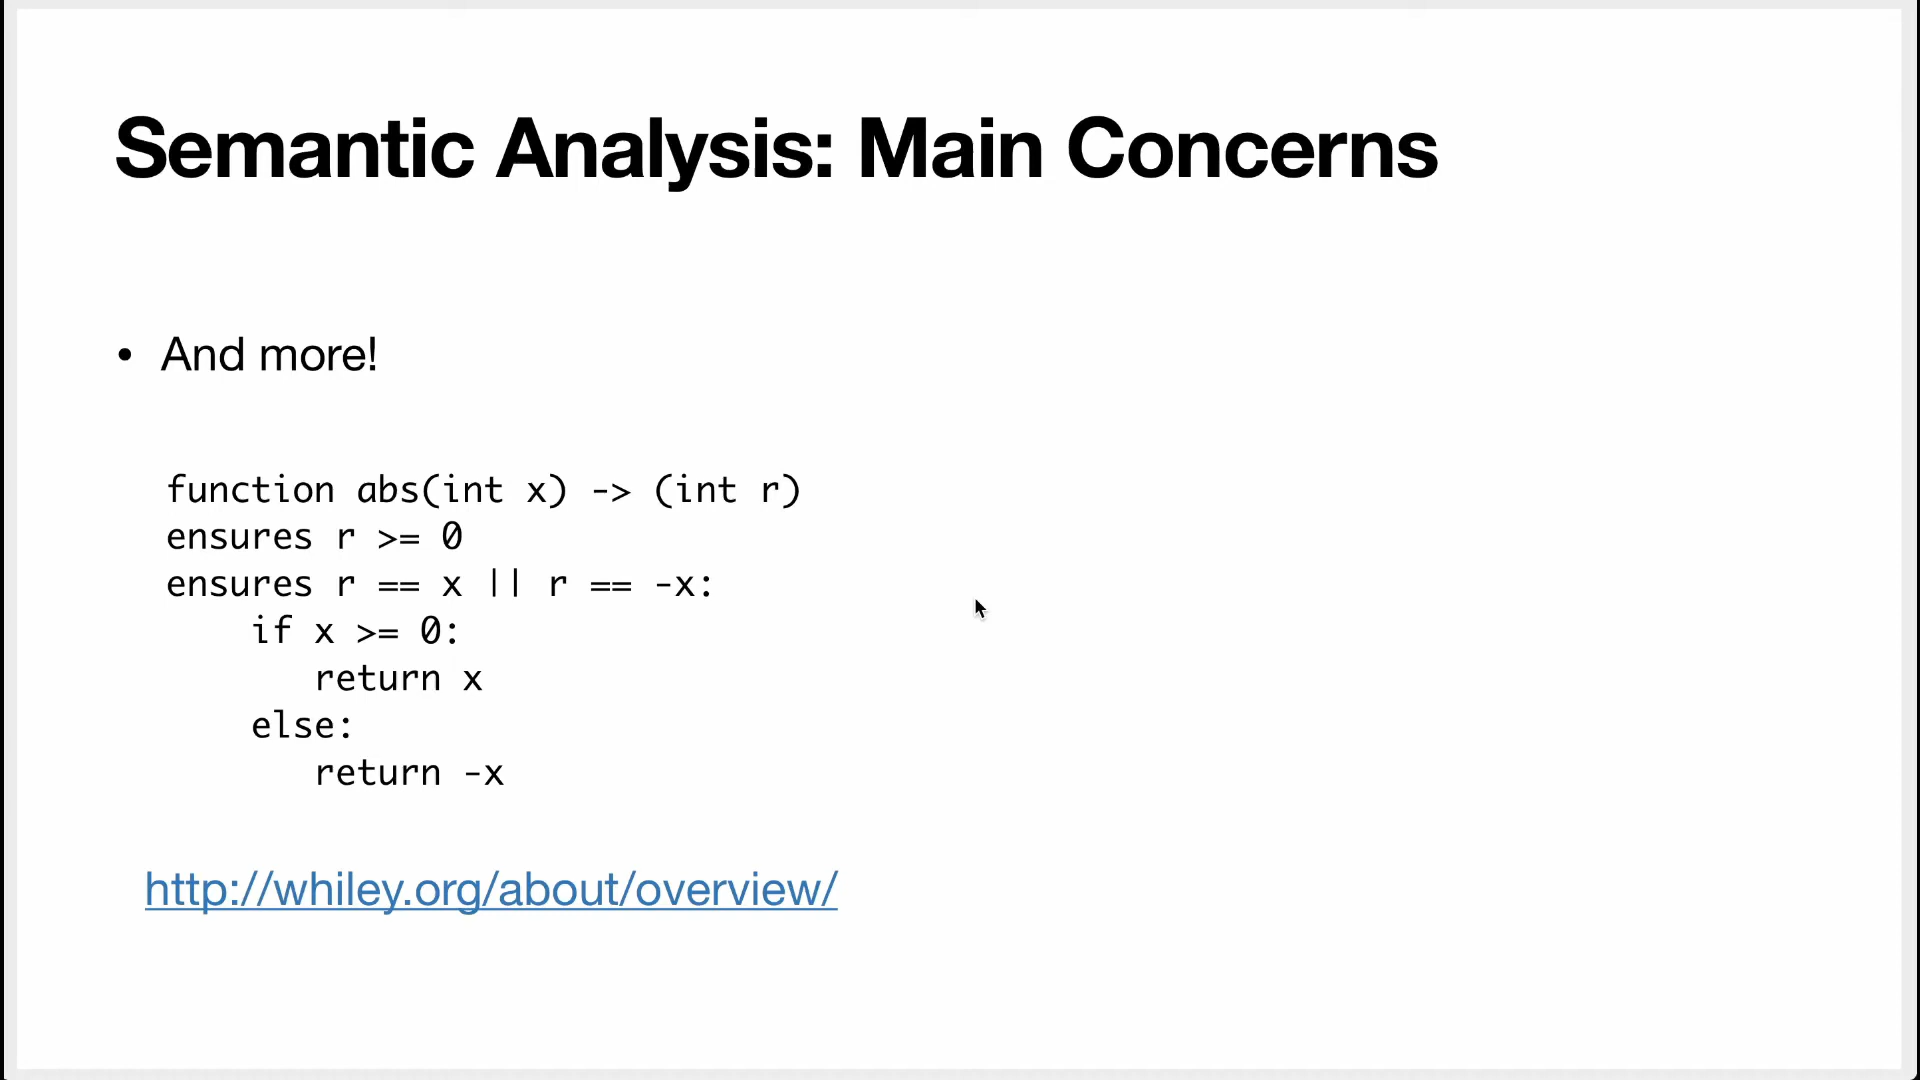 Semantic Analysis: Main Concerns
• And more!
function abs(int x) -> (int r)
ensures r >= 0
ensures r == x || r == -x:
    if x >= 0:
       return x
    else:
       return -x
http://whiley.org/about/overview/